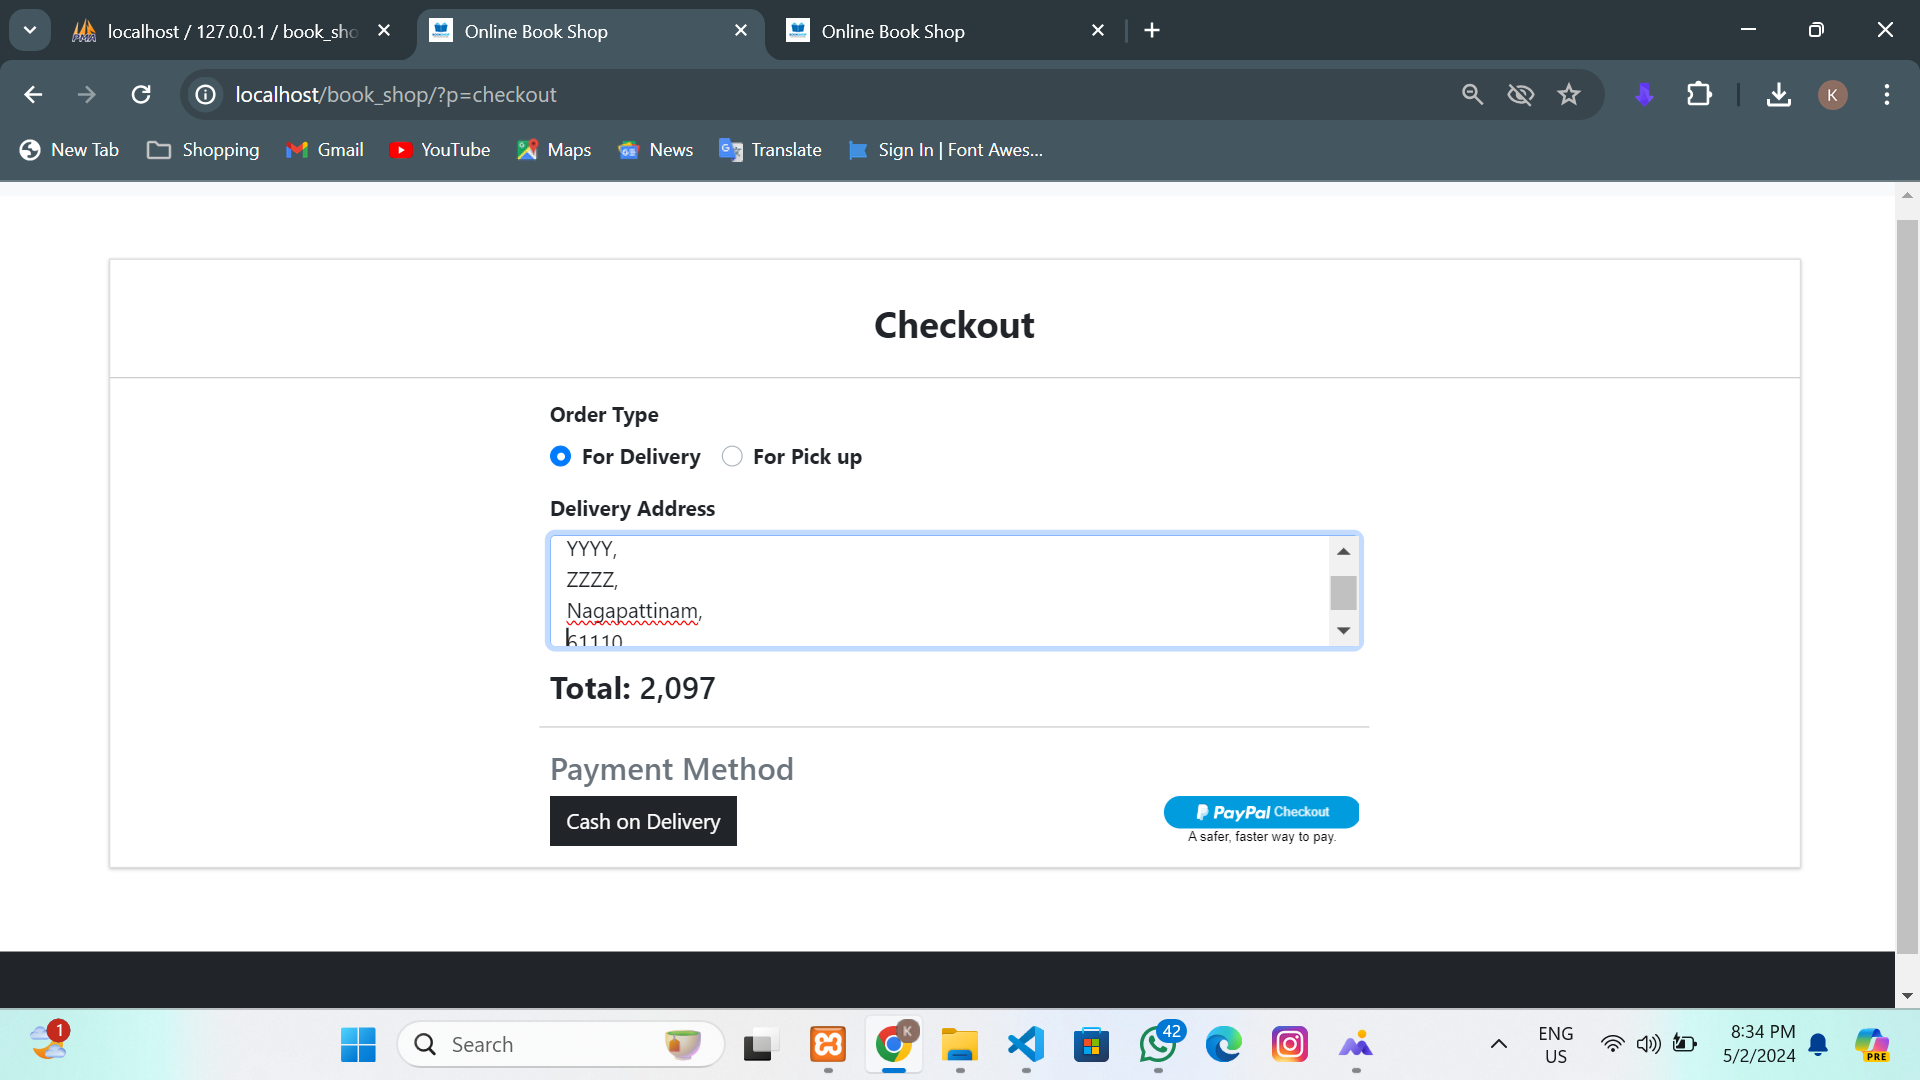 localhost / 127.0.0.1 / book_sho
Online Book Shop
Online Book Shop
localhost/book_shop/?p=checkout
K
New Tab
Shopping
Gmail
YouTube
Maps
News
Translate
Sign In | Font Awes...
Checkout
Order Type
For Delivery
For Pick up
Delivery Address
YYYY,
ZZZZ,
Nagapattinam,
61110
Total: 2,097
Payment Method
Cash on Delivery
PayPal Checkout
A safer, faster way to pay.
1
Search
K
42
ENG
US
8:34 PM
5/2/2024
PRE